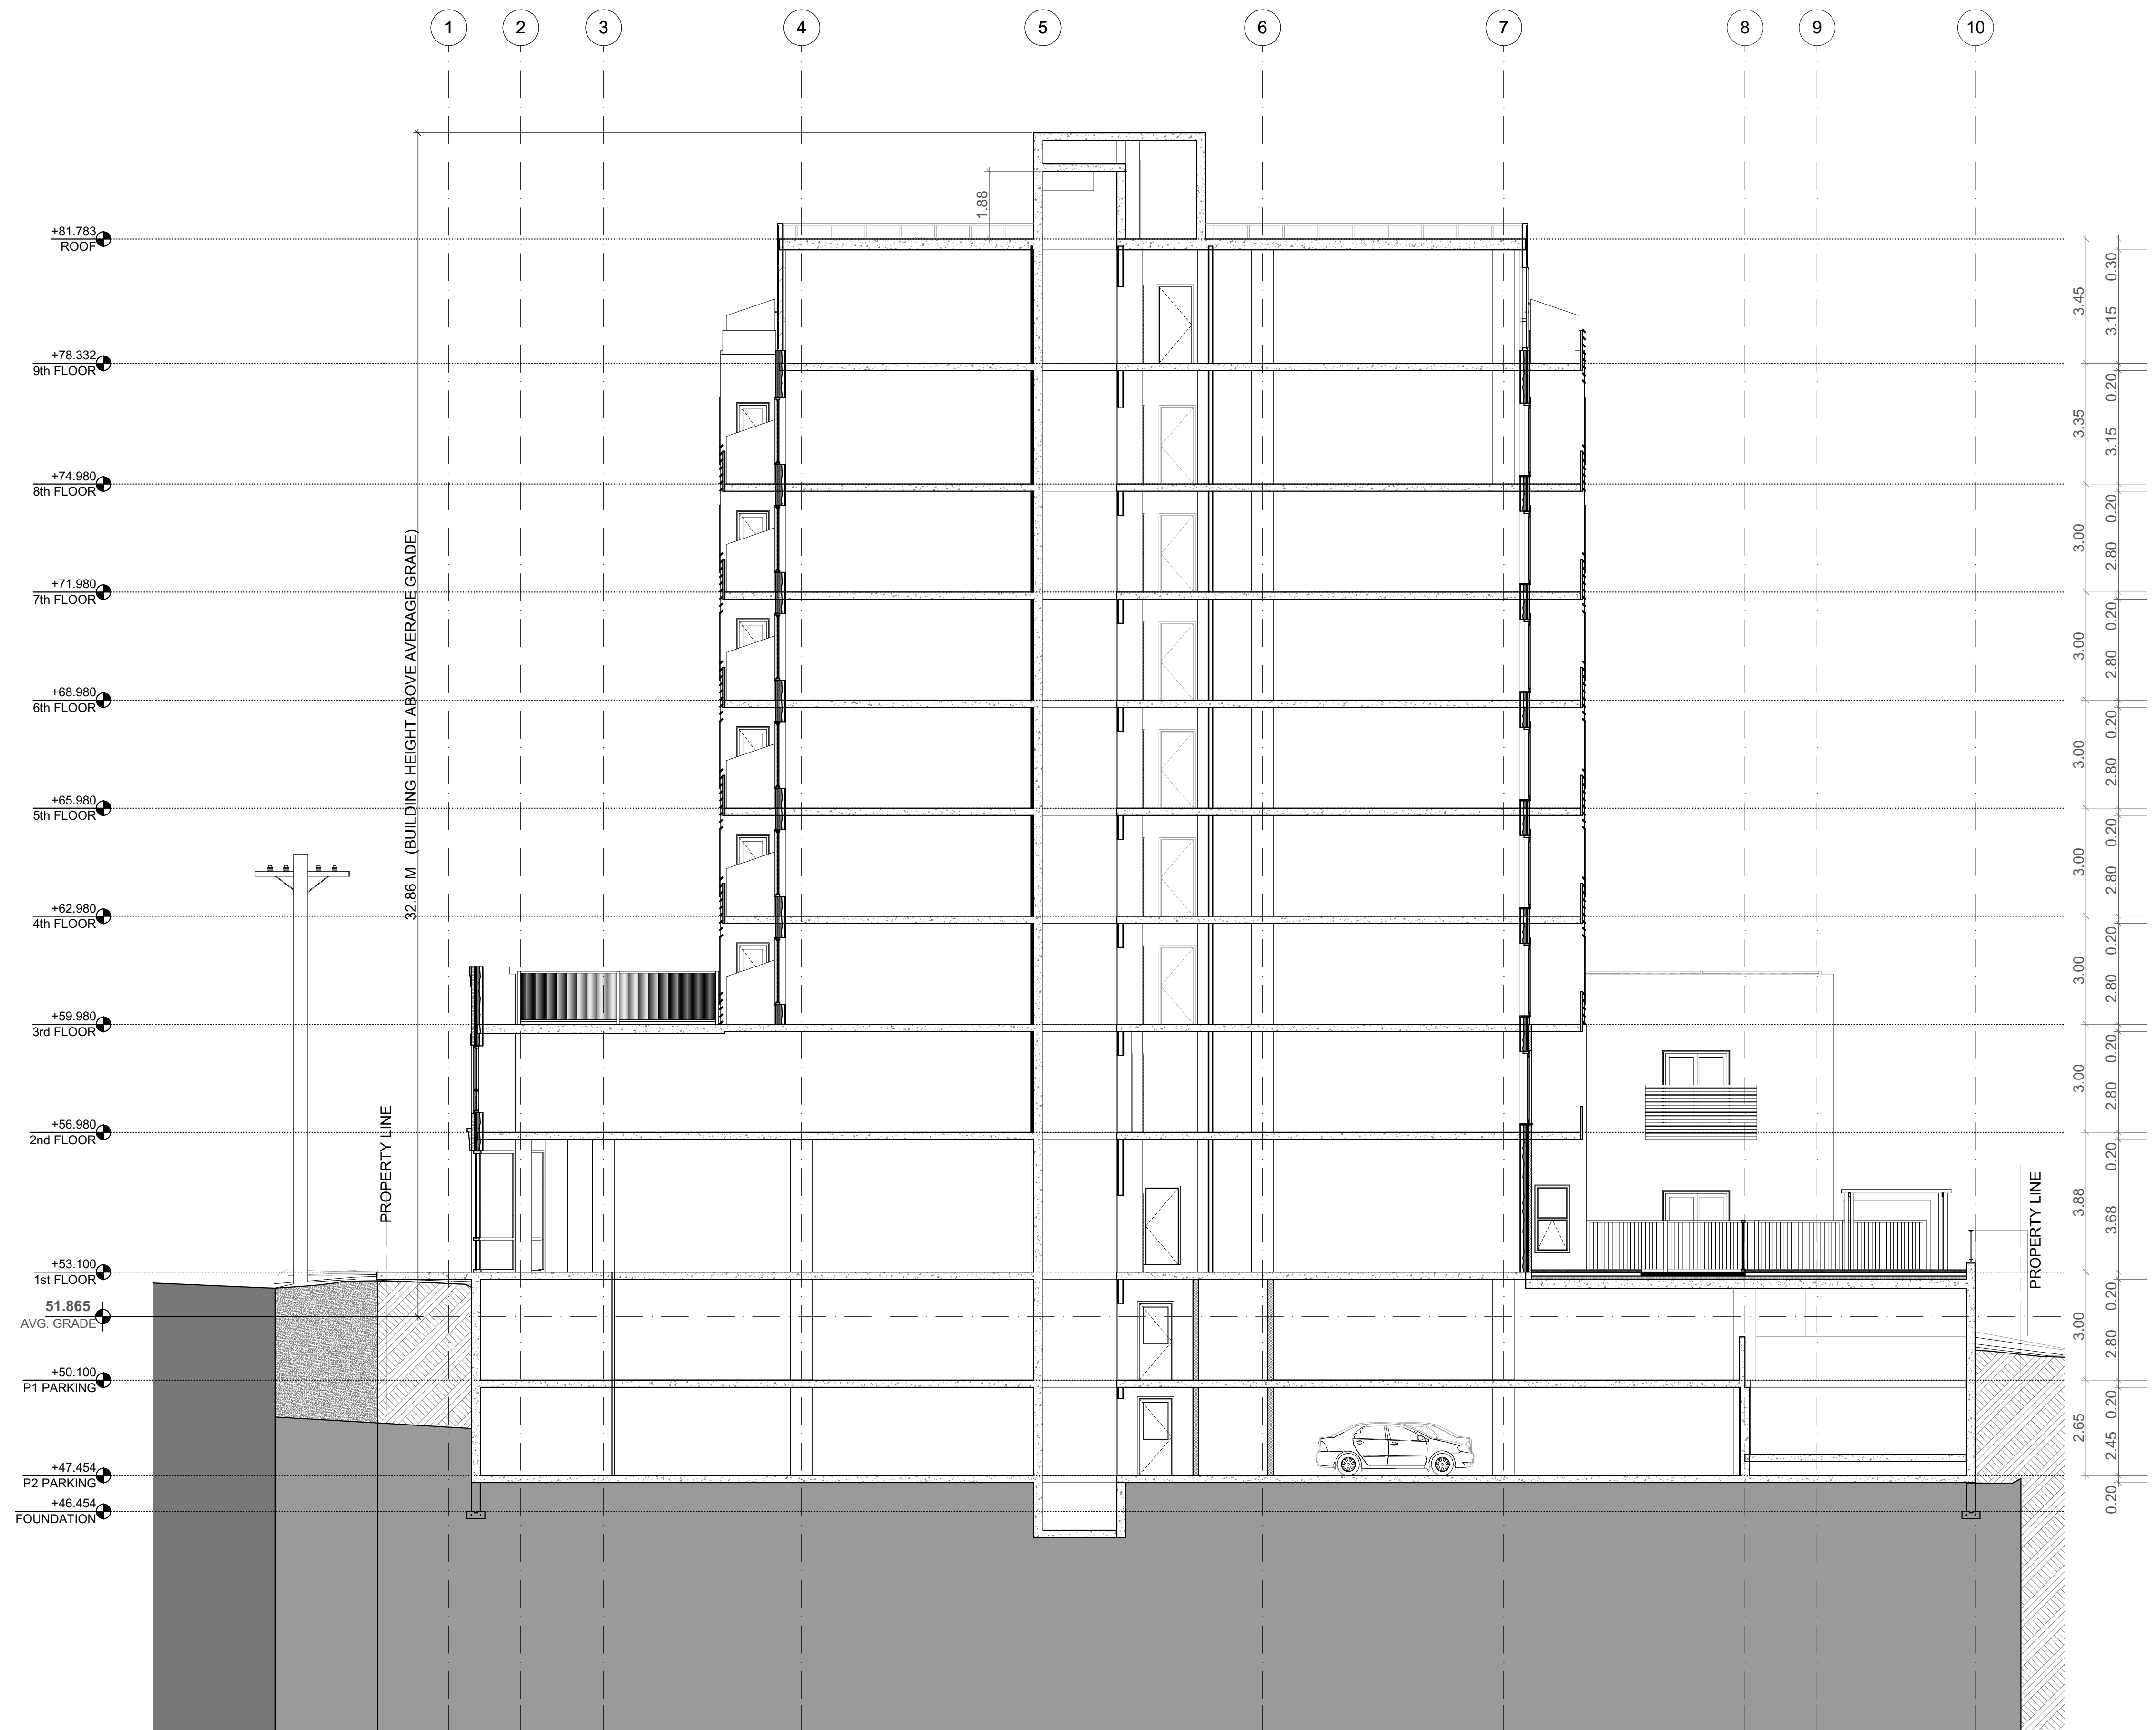 1 2 3 4 5 6 7 8 9 10
1.88
+81.783
ROOF
0.30
3.45
3.15
+78.332
9th FLOOR
0.20
3.35
3.15
+74.980
8th FLOOR
0.20
3.00
2.80
+71.980
7th FLOOR
0.20
3.00
2.80
+68.980
6th FLOOR
0.20
3.00
2.80
+65.980
5th FLOOR
0.20
3.00
2.80
32.86 M (BUILDING HEIGHT ABOVE AVERAGE GRADE)
+62.980
4th FLOOR
0.20
3.00
2.80
+59.980
3rd FLOOR
0.20
3.00
2.80
+56.980
2nd FLOOR
0.20
PROPERTY LINE
PROPERTY LINE
3.88
3.68
+53.100
1st FLOOR
0.20
51.865
AVG. GRADE
3.00
2.80
+50.100
P1 PARKING
0.20
2.65
2.45
+47.454
P2 PARKING
0.20
+46.454
FOUNDATION